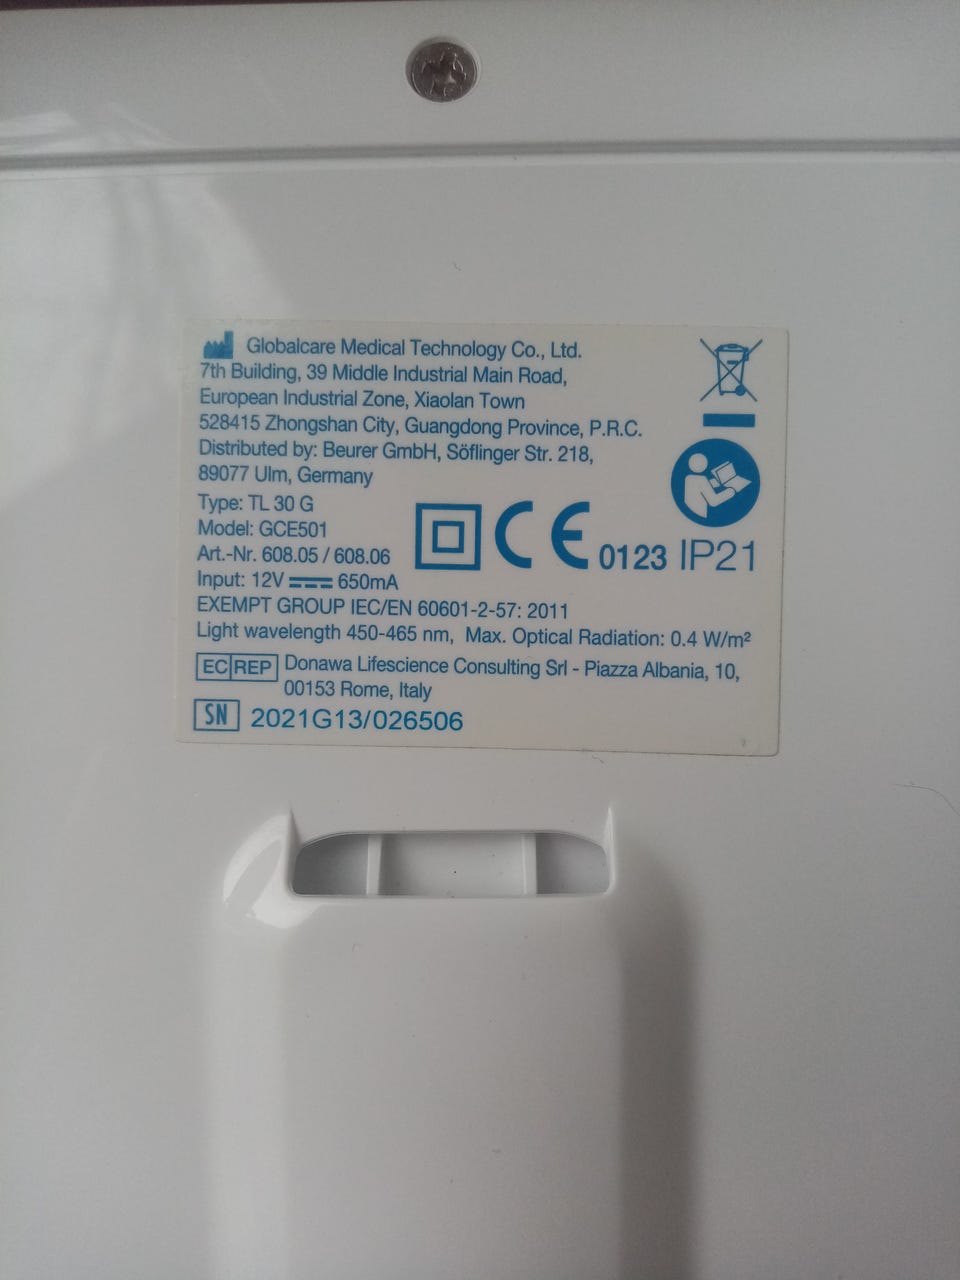 Globalcare Medical Technology Co., Ltd.
7th Building, 39 Middle Industrial Main Road,
European Industrial Zone, Xiaolan Town
528415 Zhongshan City, Guangdong Province, P.R.C.
Distributed by: Beurer GmbH, Söflinger Str. 218,
89077 Ulm, Germany
Type: TL 30 G
Model: GCE501
Art.-Nr. 608.05 / 608.06
CE 0123 IP21
Input: 12V 650mA
EXEMPT GROUP IEC/EN 60601-2-57: 2011
Light wavelength 450-465 nm, Max. Optical Radiation: 0.4 W/m²
EC REP Donawa Lifescience Consulting Srl - Piazza Albania, 10,
00153 Rome, Italy
SN 2021G13/026506